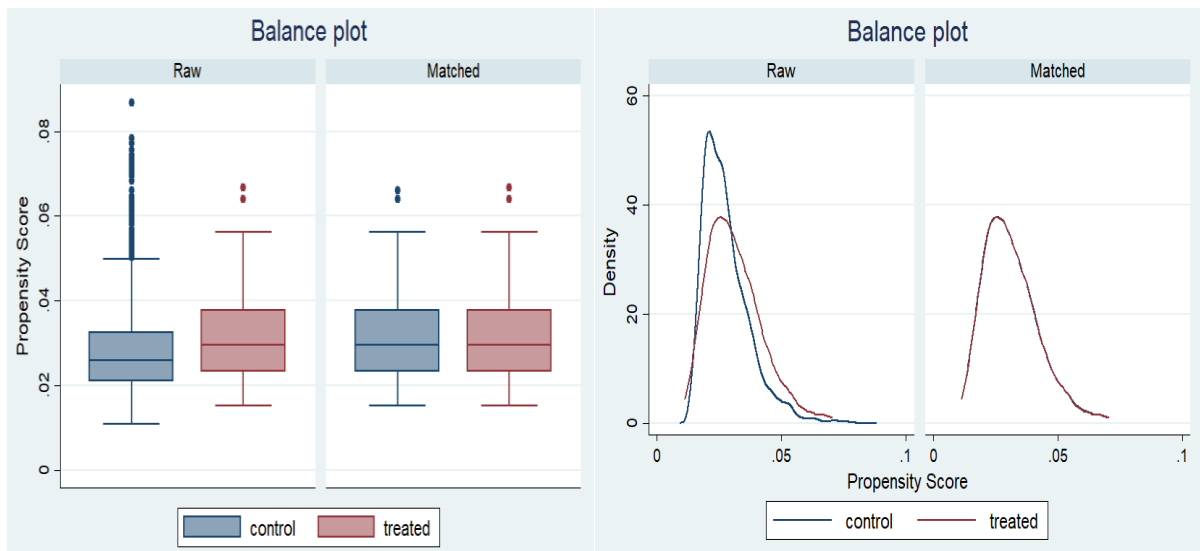 Balance plot
Raw
Matched
Propensity Score
.08
.06
.04
.02
0
control
treated
Balance plot
Raw
Matched
Density
60
40
20
0
0
.05
.1
0
.05
.1
Propensity Score
control
treated